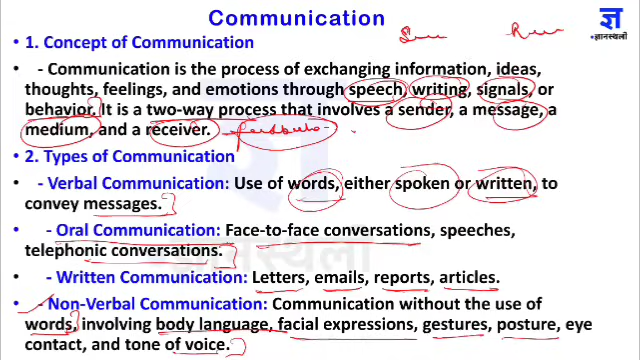 Communication
ज्ञ
ज्ञानस्थली
• 1. Concept of Communication
• - Communication is the process of exchanging information, ideas,
thoughts, feelings, and emotions through speech, writing, signals, or
behavior. It is a two-way process that involves a sender, a message, a
medium, and a receiver.
• 2. Types of Communication
• - Verbal Communication: Use of words, either spoken or written, to
convey messages.
• - Oral Communication: Face-to-face conversations, speeches,
telephonic conversations.
• - Written Communication: Letters, emails, reports, articles.
• - Non-Verbal Communication: Communication without the use of
words, involving body language, facial expressions, gestures, posture, eye
contact, and tone of voice.